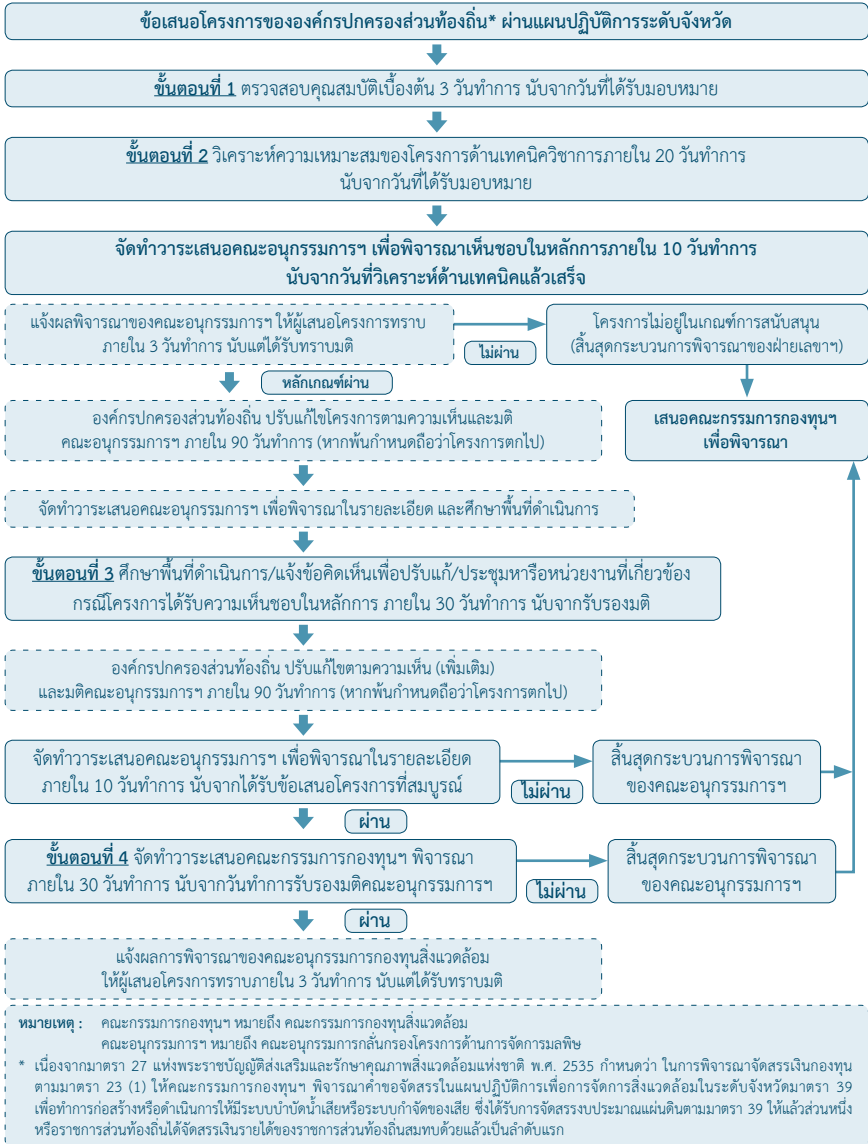 ข้อเสนอโครงการขององค์กรปกครองส่วนท้องถิ่น* ผ่านแผนปฏิบัติการระดับจังหวัด
ขั้นตอนที่ 1 ตรวจสอบคุณสมบัติเบื้องต้น 3 วันทำการ นับจากวันที่ได้รับมอบหมาย
ขั้นตอนที่ 2 วิเคราะห์ความเหมาะสมของโครงการด้านเทคนิควิชาการภายใน 20 วันทำการ
นับจากวันที่ได้รับมอบหมาย
จัดทำวาระเสนอคณะอนุกรรมการฯ เพื่อพิจารณาเห็นชอบในหลักการภายใน 10 วันทำการ
นับจากวันที่วิเคราะห์ด้านเทคนิคแล้วเสร็จ
แจ้งผลพิจารณาของคณะอนุกรรมการฯ ให้ผู้เสนอโครงการทราบ
ภายใน 3 วันทำการ นับแต่ได้รับทราบมติ
ไม่ผ่าน
โครงการไม่อยู่ในเกณฑ์การสนับสนุน
(สิ้นสุดกระบวนการพิจารณาของฝ่ายเลขาฯ)
หลักเกณฑ์ผ่าน
องค์กรปกครองส่วนท้องถิ่น ปรับแก้ไขโครงการตามความเห็นและมติ
คณะอนุกรรมการฯ ภายใน 90 วันทำการ (หากพ้นกำหนดถือว่าโครงการตกไป)
เสนอคณะกรรมการกองทุนฯ
เพื่อพิจารณา
จัดทำวาระเสนอคณะอนุกรรมการฯ เพื่อพิจารณาในรายละเอียด และศึกษาพื้นที่ดำเนินการ
ขั้นตอนที่ 3 ศึกษาพื้นที่ดำเนินการ/แจ้งข้อคิดเห็นเพื่อปรับแก้/ประชุมหารือหน่วยงานที่เกี่ยวข้อง
กรณีโครงการได้รับความเห็นชอบในหลักการ ภายใน 30 วันทำการ นับจากรับรองมติ
องค์กรปกครองส่วนท้องถิ่น ปรับแก้ไขตามความเห็น (เพิ่มเติม)
และมติคณะอนุกรรมการฯ ภายใน 90 วันทำการ (หากพ้นกำหนดถือว่าโครงการตกไป)
จัดทำวาระเสนอคณะอนุกรรมการฯ เพื่อพิจารณาในรายละเอียด
ภายใน 10 วันทำการ นับจากได้รับข้อเสนอโครงการที่สมบูรณ์
ไม่ผ่าน
สิ้นสุดกระบวนการพิจารณา
ของคณะอนุกรรมการฯ
ผ่าน
ขั้นตอนที่ 4 จัดทำวาระเสนอคณะกรรมการกองทุนฯ พิจารณา
ภายใน 30 วันทำการ นับจากวันทำการรับรองมติคณะอนุกรรมการฯ
ไม่ผ่าน
สิ้นสุดกระบวนการพิจารณา
ของคณะอนุกรรมการฯ
ผ่าน
แจ้งผลการพิจารณาของคณะอนุกรรมการกองทุนสิ่งแวดล้อม
ให้ผู้เสนอโครงการทราบภายใน 3 วันทำการ นับแต่ได้รับทราบมติ
หมายเหตุ : คณะกรรมการกองทุนฯ หมายถึง คณะกรรมการกองทุนสิ่งแวดล้อม
คณะอนุกรรมการฯ หมายถึง คณะอนุกรรมการกลั่นกรองโครงการด้านการจัดการมลพิษ
* เนื่องจากมาตรา 27 แห่งพระราชบัญญัติส่งเสริมและรักษาคุณภาพสิ่งแวดล้อมแห่งชาติ พ.ศ. 2535 กำหนดว่า ในการพิจารณาจัดสรรเงินกองทุน
ตามมาตรา 23 (1) ให้คณะกรรมการกองทุนฯ พิจารณาคำขอจัดสรรในแผนปฏิบัติการเพื่อการจัดการสิ่งแวดล้อมในระดับจังหวัดมาตรา 39
เพื่อทำการก่อสร้างหรือดำเนินการให้มีระบบบำบัดน้ำเสียหรือระบบกำจัดของเสีย ซึ่งได้รับการจัดสรรงบประมาณแผ่นดินตามมาตรา 39 ให้แล้วส่วนหนึ่ง
หรือราชการส่วนท้องถิ่นได้จัดสรรเงินรายได้ของราชการส่วนท้องถิ่นสมทบด้วยแล้วเป็นลำดับแรก